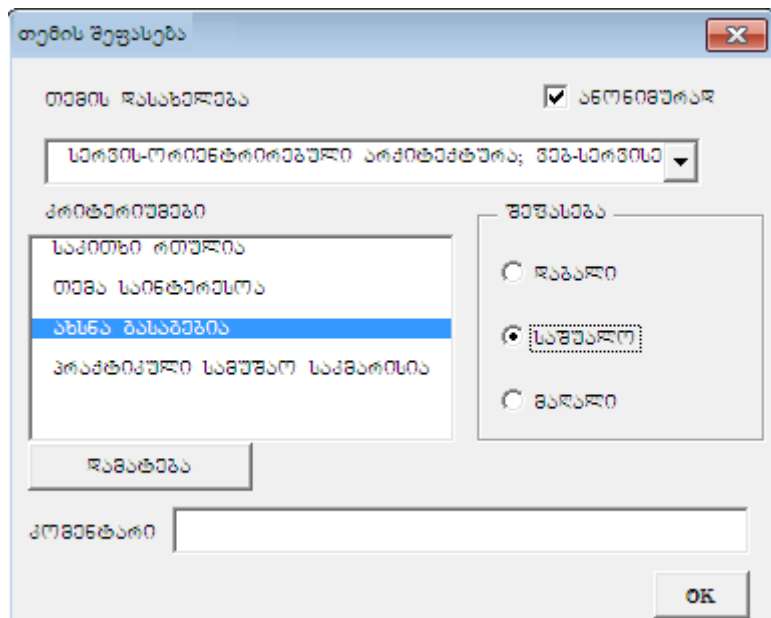 თემის შეფასება
თემის დასახელება
ანონიმურად
სერვის-ორიენტირებული არქიტექტურა; ვებ-სერვისე
კრიტერიუმები
შეფასება
საკითხი რთულია
თემა საინტერესოა
ახსნა გასაგებია
პრაქტიკული სამუშაო საკმარისია
დაბალი
საშუალო
მაღალი
დამატება
კომენტარი
OK